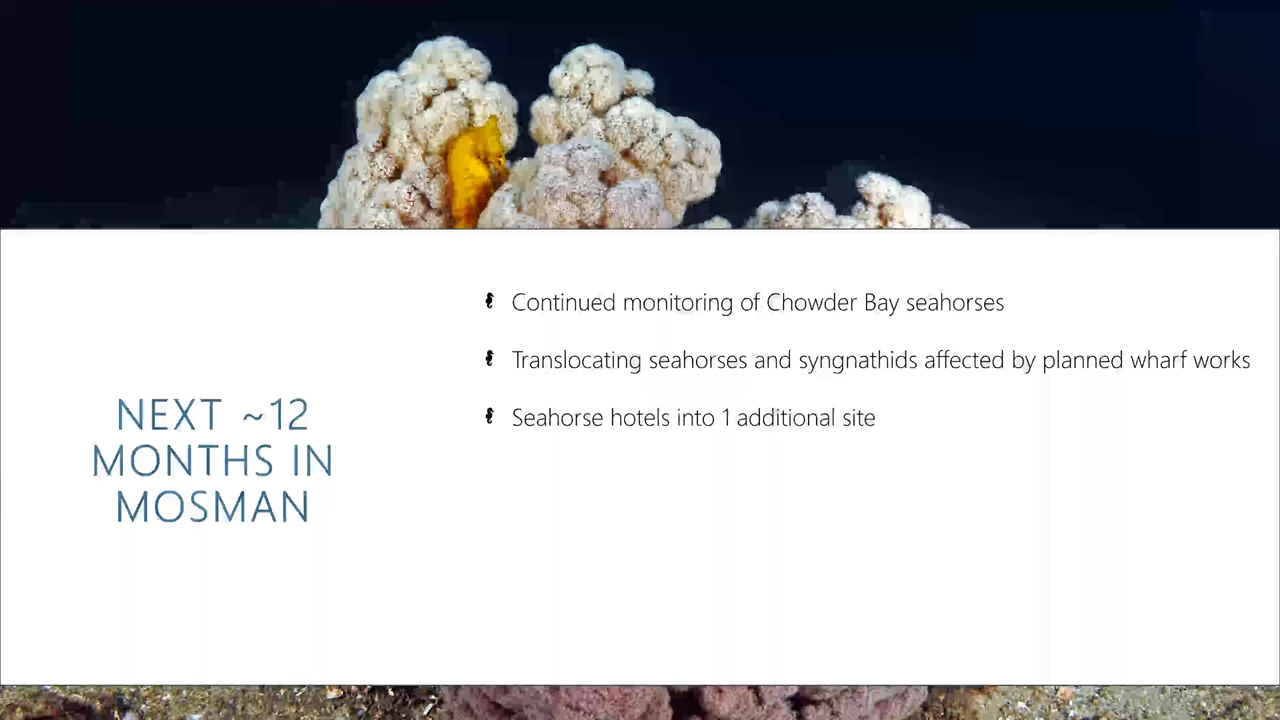 NEXT ~12
MONTHS IN
MOSMAN
Continued monitoring of Chowder Bay seahorses
Translocating seahorses and syngnathids affected by planned wharf works
Seahorse hotels into 1 additional site